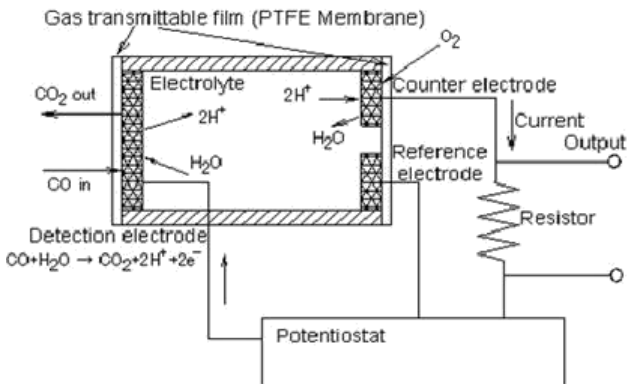 Gas transmittable film (PTFE Membrane)
O₂
Electrolyte
Counter electrode
CO₂ out
2H⁺
2H⁺
H₂O
Current
Output
H₂O
Reference
electrode
CO in
Resistor
Detection electrode
CO+H₂O → CO₂+2H⁺+2e⁻
Potentiostat